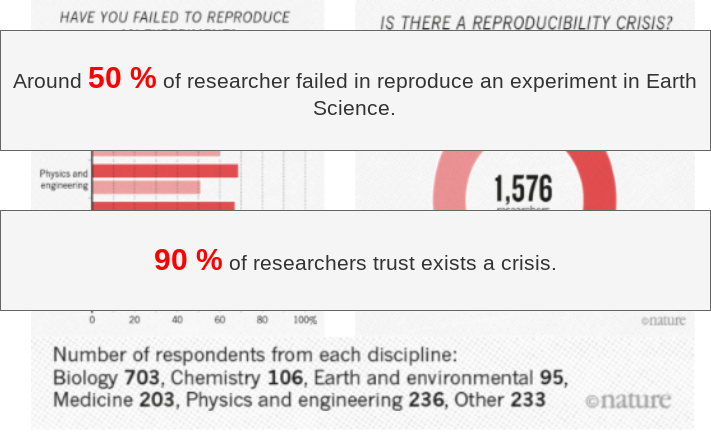 HAVE YOU FAILED TO REPRODUCE
IS THERE A REPRODUCIBILITY CRISIS?
Around 50 % of researcher failed in reproduce an experiment in Earth
Science.
Physics and
engineering
1,576
90 % of researchers trust exists a crisis.
0 20 40 60 80 100%
©nature
Number of respondents from each discipline:
Biology 703, Chemistry 106, Earth and environmental 95,
Medicine 203, Physics and engineering 236, Other 233
©nature